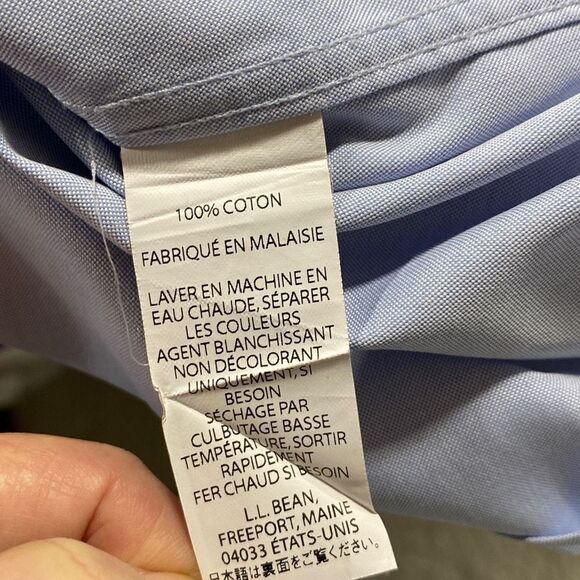 100% COTON
FABRIQUÉ EN MALAISIE
LAVER EN MACHINE EN
EAU CHAUDE, SÉPARER
LES COULEURS
AGENT BLANCHISSANT
NON DÉCOLORANT
UNIQUEMENT, SI
BESOIN
SÉCHAGE PAR
CULBUTAGE BASSE
TEMPÉRATURE, SORTIR
RAPIDEMENT
FER CHAUD SI BESOIN
L.L. BEAN,
FREEPORT, MAINE
04033 ÉTATS-UNIS
日本語は裏面をご覧ください.